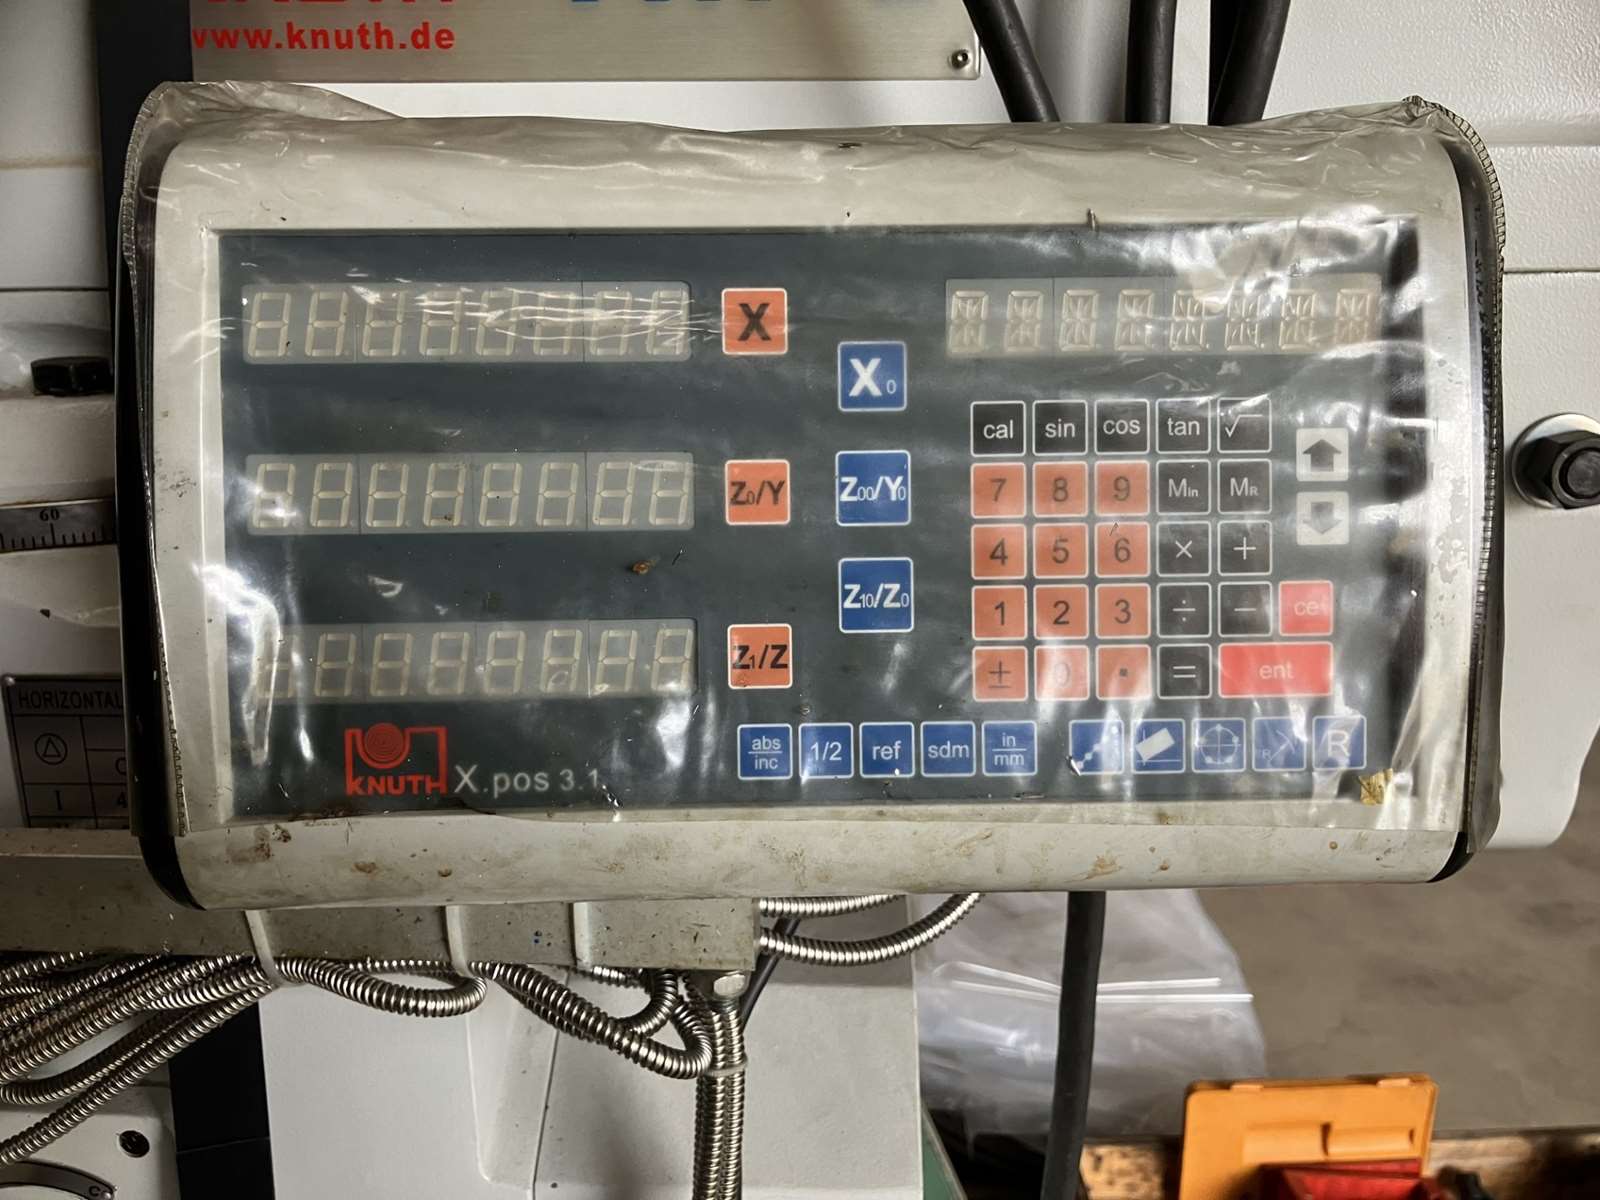 www.knuth.de
X
X0
cal sin cos tan √
Z0/Y
Z00/Y0
7 8 9 MIn MR
4 5 6 × +
Z10/Z0
1 2 3 ÷ − ce
Z1/Z
± 0 . = ent
abs/inc 1/2 ref sdm in/mm R R
KNUTH X.pos 3.1
60
HORIZONTAL
I 4